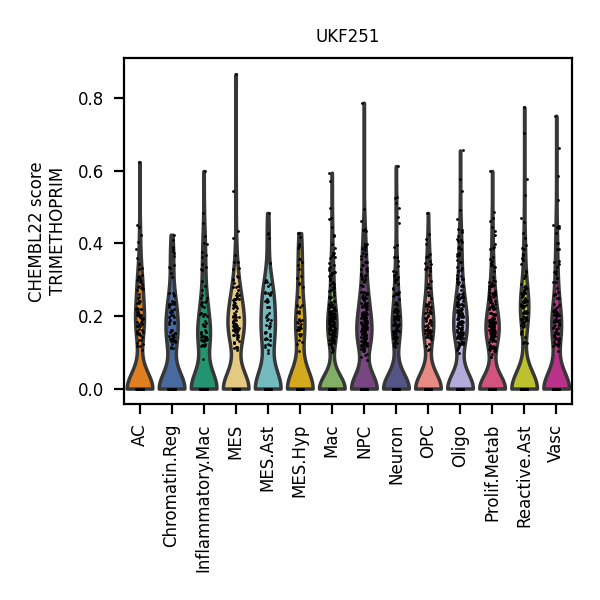 UKF251
CHEMBL22 score
TRIMETHOPRIM
0.8
0.6
0.4
0.2
0.0
AC
Chromatin.Reg
Inflammatory.Mac
MES
MES.Ast
MES.Hyp
Mac
NPC
Neuron
OPC
Oligo
Prolif.Metab
Reactive.Ast
Vasc